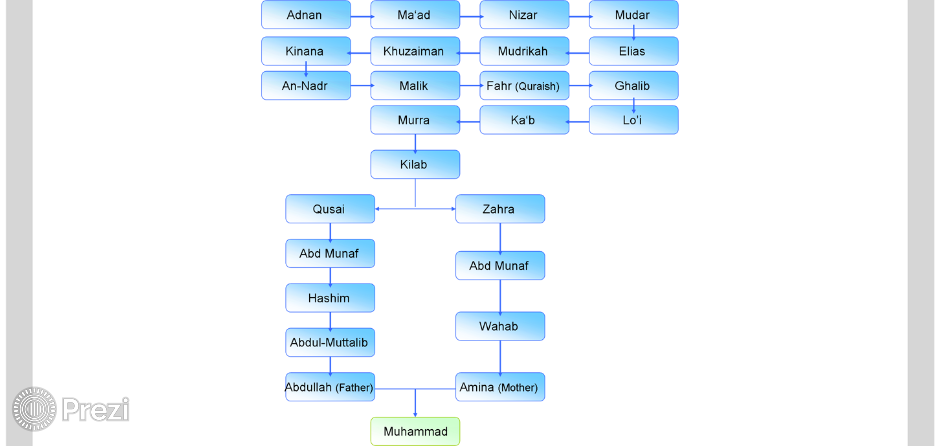 Adnan
Ma'ad
Nizar
Mudar
Elias
Mudrikah
Khuzaiman
Kinana
An-Nadr
Malik
Fahr (Quraish)
Ghalib
Lo'i
Ka'b
Murra
Kilab
Qusai
Zahra
Abd Munaf
Abd Munaf
Hashim
Wahab
Abdul-Muttalib
Abdullah (Father)
Amina (Mother)
Muhammad
Prezi